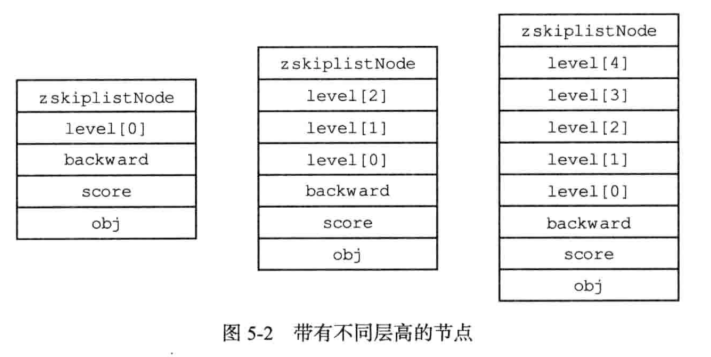 zskiplistNode
level[0]
backward
score
obj
zskiplistNode
level[2]
level[1]
level[0]
backward
score
obj
zskiplistNode
level[4]
level[3]
level[2]
level[1]
level[0]
backward
score
obj
图 5-2 带有不同层高的节点